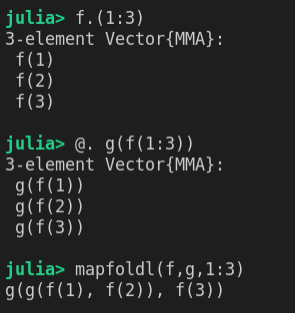 julia> f.(1:3)
3-element Vector{MMA}:
 f(1)
 f(2)
 f(3)

julia> @. g(f(1:3))
3-element Vector{MMA}:
 g(f(1))
 g(f(2))
 g(f(3))

julia> mapfoldl(f,g,1:3)
g(g(f(1), f(2)), f(3))